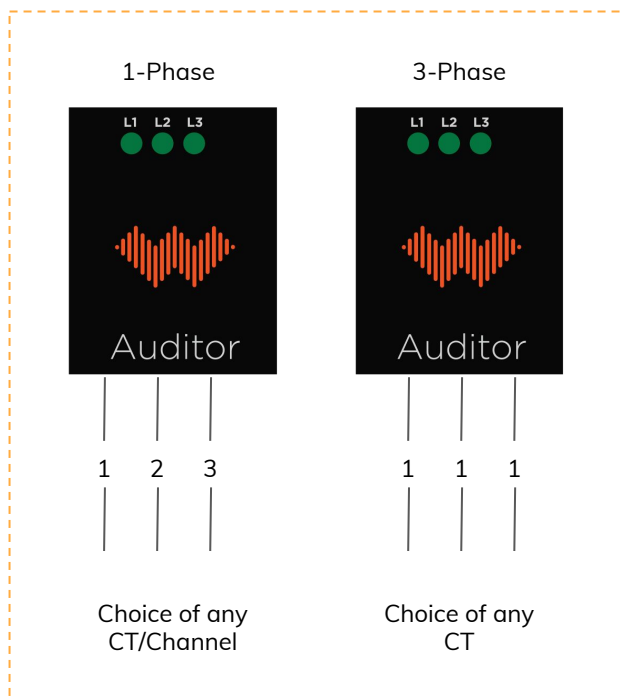 1-Phase
L1 L2 L3
Auditor
1 2 3
Choice of any
CT/Channel
3-Phase
L1 L2 L3
Auditor
1 1 1
Choice of any
CT